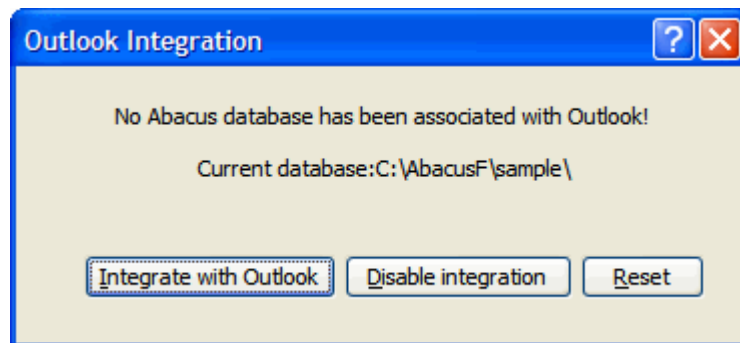 Outlook Integration
No Abacus database has been associated with Outlook!
Current database:C:\AbacusF\sample\
Integrate with Outlook Disable integration Reset